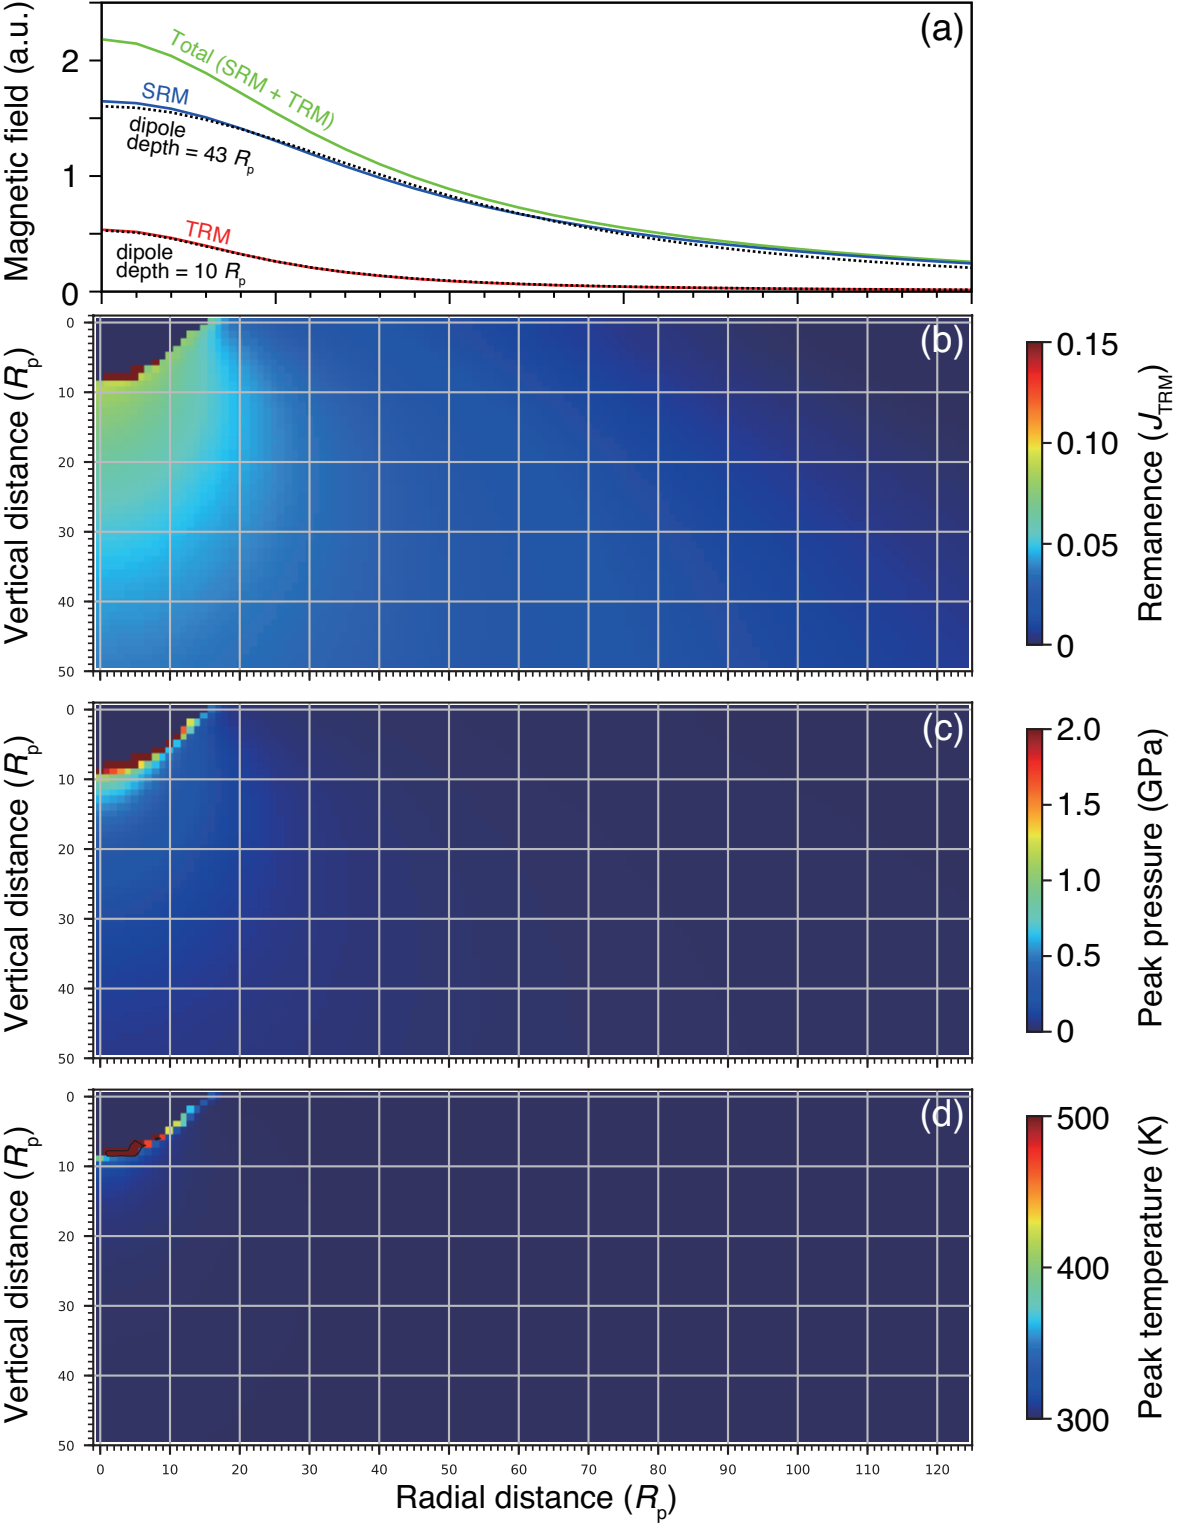 (a)
Magnetic field (a.u.)
2
1
0
Total (SRM + TRM)
SRM
dipole
depth = 43 Rp
TRM
dipole
depth = 10 Rp
(b)
Vertical distance (Rp)
0
10
20
30
40
50
0.15
0.10
0.05
0
Remanence (JTRM)
(c)
Vertical distance (Rp)
0
10
20
30
40
50
2.0
1.5
1.0
0.5
0
Peak pressure (GPa)
(d)
Vertical distance (Rp)
0
10
20
30
40
50
500
400
300
Peak temperature (K)
0 10 20 30 40 50 60 70 80 90 100 110 120
Radial distance (Rp)